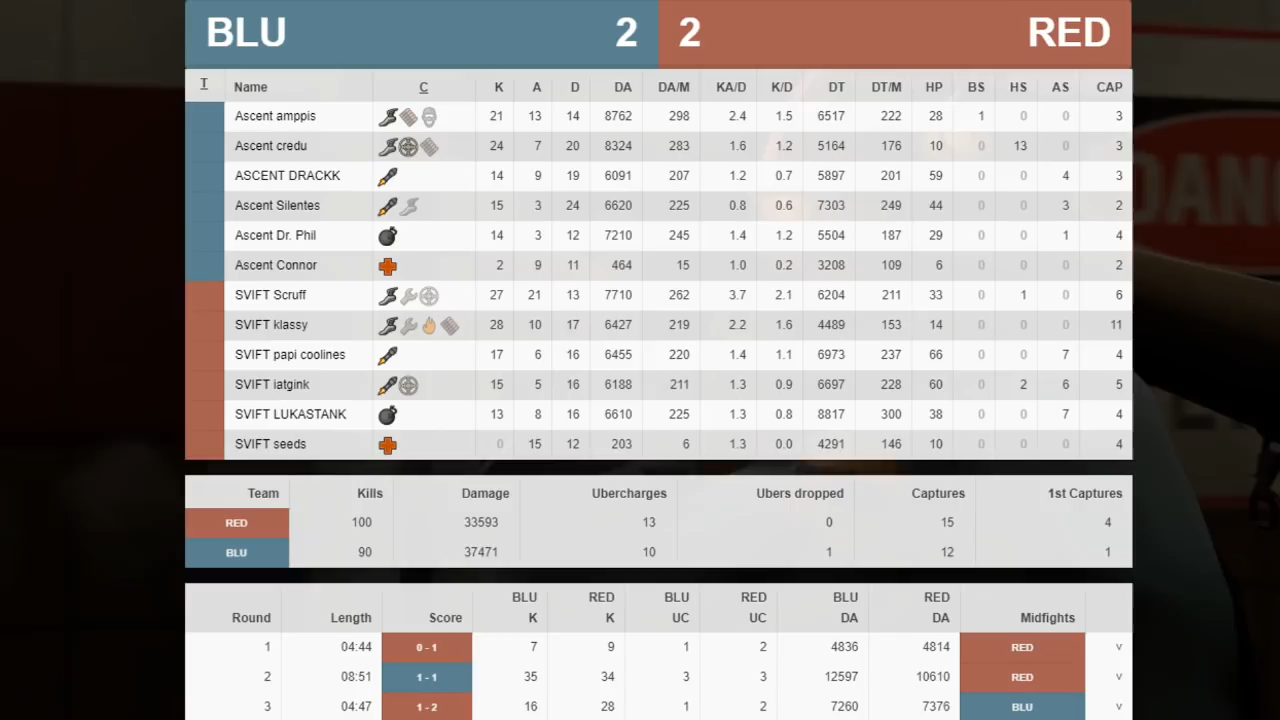 BLU 2 2 RED
T Name C K A D DA DA/M KA/D K/D DT DT/M HP BS HS AS CAP
Ascent amppis 21 13 14 8762 298 2.4 1.5 6517 222 28 1 0 0 3
Ascent credu 24 7 20 8324 283 1.6 1.2 5164 176 10 0 13 0 3
ASCENT DRACKK 14 9 19 6091 207 1.2 0.7 5897 201 59 0 0 4 3
Ascent Silentes 15 3 24 6620 225 0.8 0.6 7303 249 44 0 0 3 2
Ascent Dr. Phil 14 3 12 7210 245 1.4 1.2 5504 187 29 0 0 1 4
Ascent Connor 2 9 11 464 15 1.0 0.2 3208 109 6 0 0 0 2
SVIFT Scruff 27 21 13 7710 262 3.7 2.1 6204 211 33 0 1 0 6
SVIFT klassy 28 10 17 6427 219 2.2 1.6 4489 153 14 0 0 0 11
SVIFT papi coolines 17 6 16 6455 220 1.4 1.1 6973 237 66 0 0 7 4
SVIFT iatgink 15 5 16 6188 211 1.3 0.9 6697 228 60 0 2 6 5
SVIFT LUKASTANK 13 8 16 6610 225 1.3 0.8 8817 300 38 0 0 7 4
SVIFT seeds 0 15 12 203 6 1.3 0.0 4291 146 10 0 0 0 4
Team Kills Damage Ubercharges Ubers dropped Captures 1st Captures
RED 100 33593 13 0 15 4
BLU 90 37471 10 1 12 1
BLU RED BLU RED BLU RED
Round Length Score K K UC UC DA DA Midfights
1 04:44 0 - 1 7 9 1 2 4836 4814 RED v
2 08:51 1 - 1 35 34 3 3 12597 10610 RED v
3 04:47 1 - 2 16 28 1 2 7260 7376 BLU v